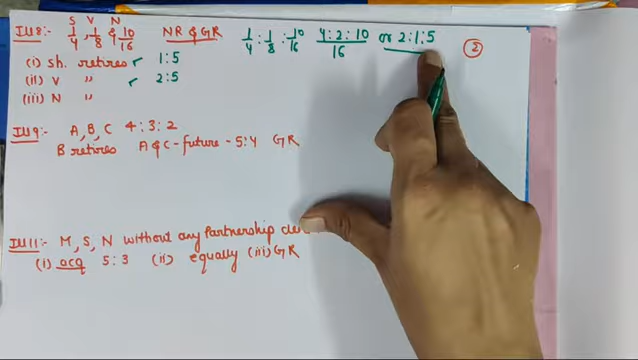 S V N
Ill 8:- 1/4, 1/8 & 10/16 NR & GR 1/4 : 1/8 : 10/16 4:2:10/16 or 2:1:5 (2)
(i) Sh. retires 1:5
(ii) V " 2:5
(iii) N "
Ill 9:- A, B, C 4:3:2
B retires A & C - future - 5:4 GR
Ill 11:- M, S, N without any Partnership
(i) acq 5:3 (ii) equally (iii) GR